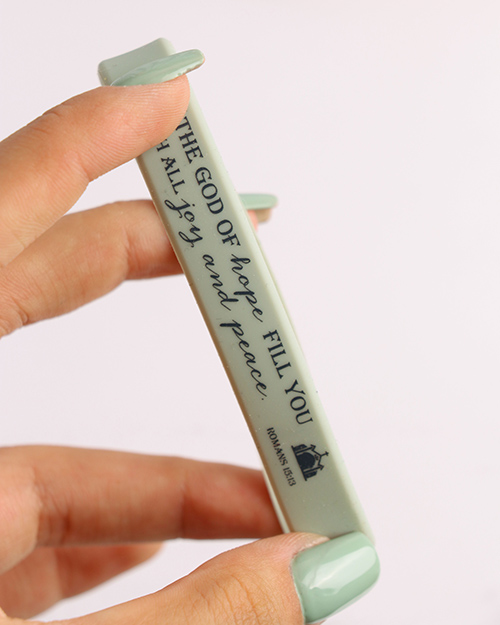 THE GOD OF hope FILL YOU
ALL joy and peace.
ROMANS 15:13